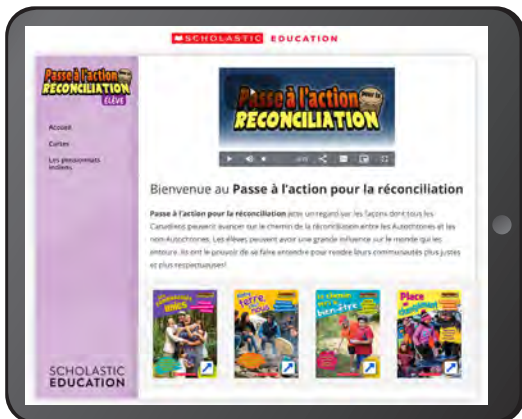 SCHOLASTIC EDUCATION
Passe à l'action
pour la
RÉCONCILIATION
ÉLÈVE
Accueil
Cartes
Les pensionnats
indiens
SCHOLASTIC
EDUCATION
Passe à l'action
pour la
RÉCONCILIATION
Bienvenue au Passe à l'action pour la réconciliation
Passe à l'action pour la réconciliation jette un regard sur les façons dont tous les
Canadiens peuvent avancer sur le chemin de la réconciliation entre les Autochtones et les
non-Autochtones. Les élèves peuvent avoir une grande influence sur le monde qui les
entoure. Ils ont le pouvoir de se faire entendre pour rendre leurs communautés plus justes
et plus respectueuses!
unies
terre,
nous
Le chemin
vers le
bien-être
Place
au changement